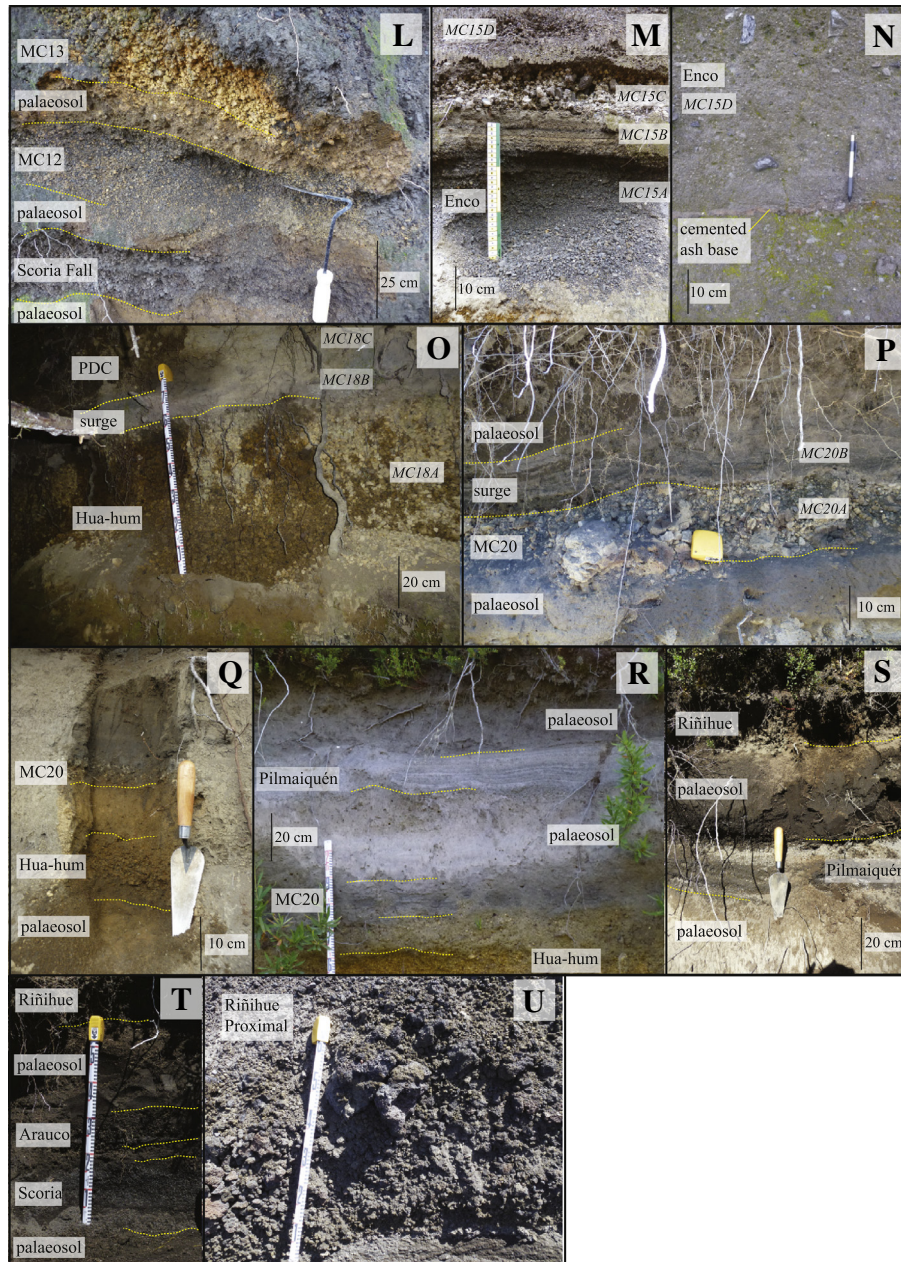 L
MC13
palaeosol
MC12
palaeosol
Scoria Fall
palaeosol
25 cm
M
MC15D
MC15C
MC15B
MC15A
Enco
10 cm
N
Enco
MC15D
cemented
ash base
10 cm
O
MC18C
PDC
MC18B
surge
MC18A
Hua-hum
20 cm
P
palaeosol
MC20B
surge
MC20A
MC20
palaeosol
10 cm
Q
MC20
Hua-hum
palaeosol
10 cm
R
palaeosol
Pilmaiquén
palaeosol
20 cm
MC20
Hua-hum
S
Riñihue
palaeosol
Pilmaiquén
palaeosol
20 cm
T
Riñihue
palaeosol
Arauco
Scoria
palaeosol
U
Riñihue
Proximal